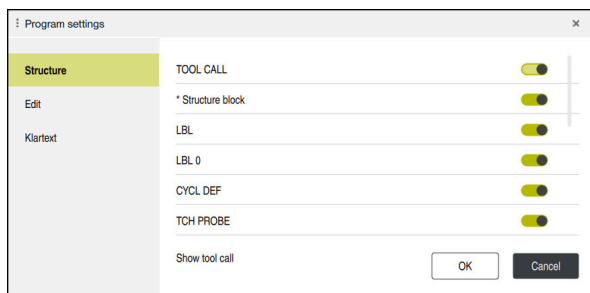 Program settings
Structure
Edit
Klartext
TOOL CALL
* Structure block
LBL
LBL 0
CYCL DEF
TCH PROBE
Show tool call
OK
Cancel